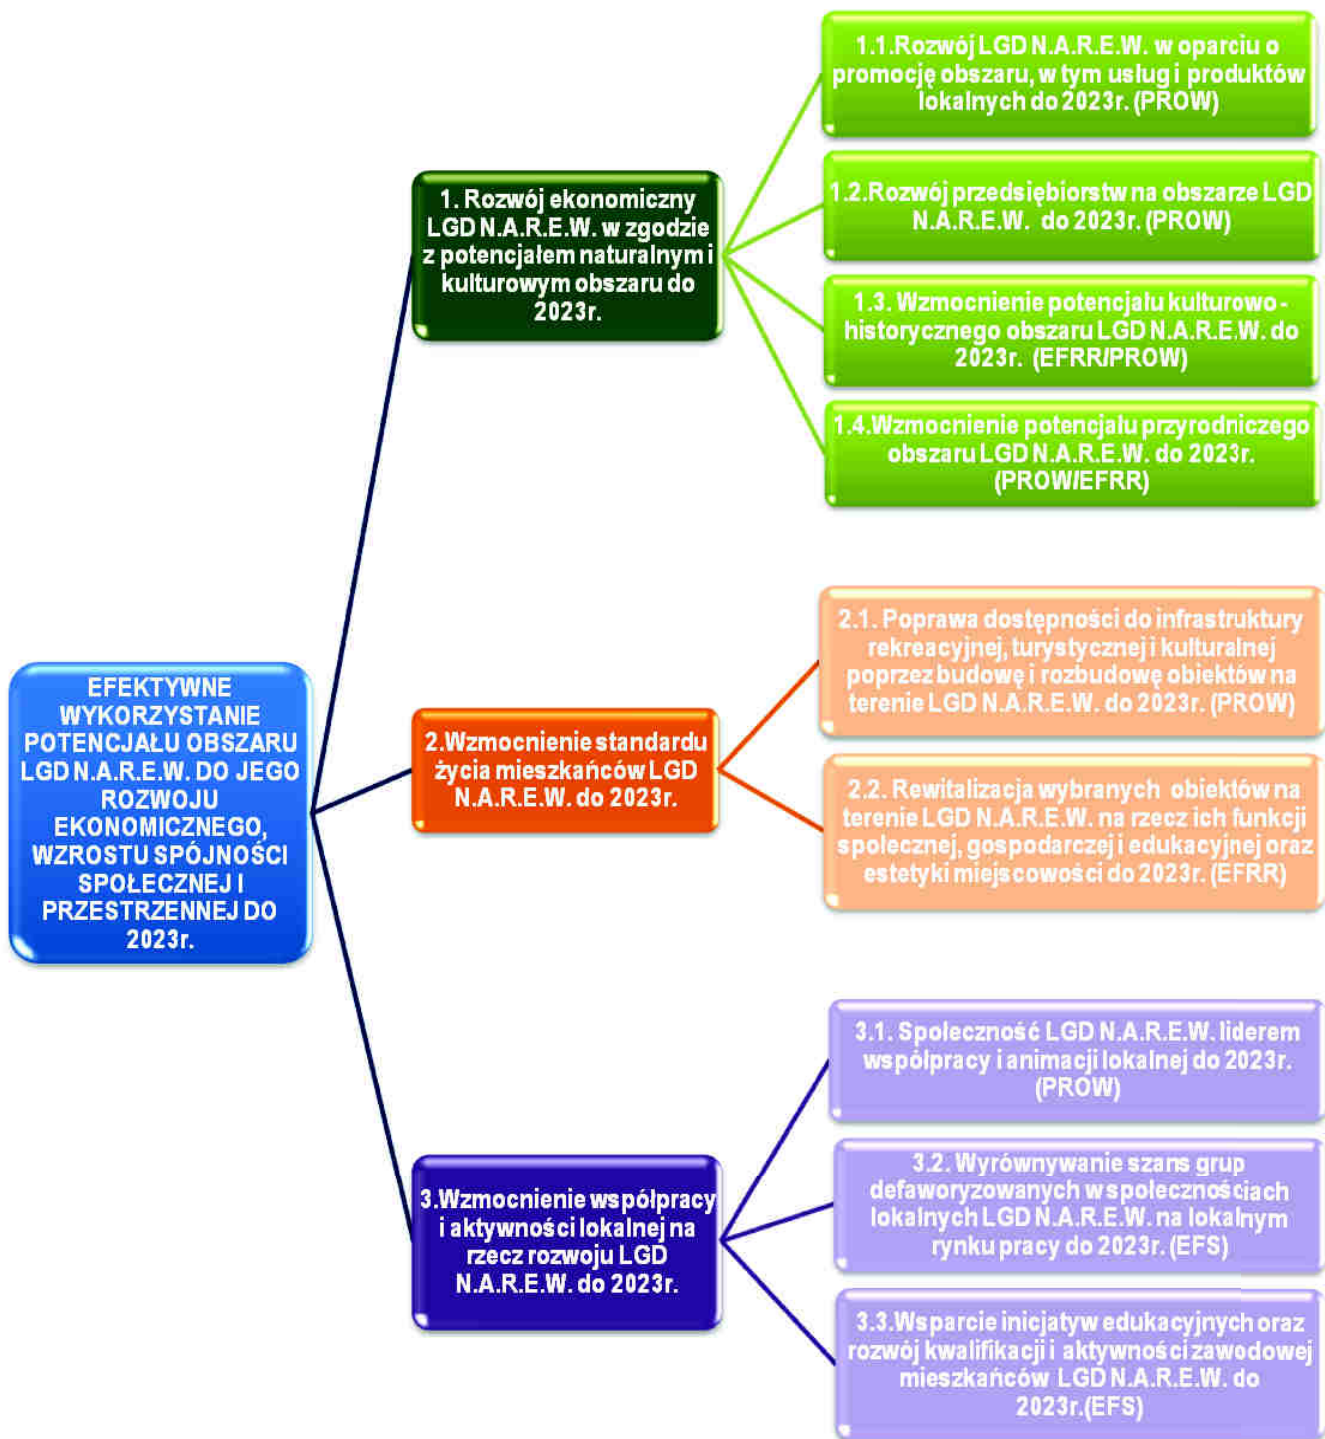 EFEKTYWNE
WYKORZYSTANIE
POTENCJAŁU OBSZARU
LGD N.A.R.E.W. DO JEGO
ROZWOJU
EKONOMICZNEGO,
WZROSTU SPÓJNOŚCI
SPOŁECZNEJ I
PRZESTRZENNEJ DO
2023r.
1. Rozwój ekonomiczny
LGD N.A.R.E.W. w zgodzie
z potencjałem naturalnym i
kulturowym obszaru do
2023r.
1.1.Rozwój LGD N.A.R.E.W. w oparciu o
promocję obszaru, w tym usług i produktów
lokalnych do 2023r. (PROW)
1.2.Rozwój przedsiębiorstw na obszarze LGD
N.A.R.E.W. do 2023r. (PROW)
1.3. Wzmocnienie potencjału kulturowo -
historycznego obszaru LGD N.A.R.E.W. do
2023r. (EFRR/PROW)
1.4.Wzmocnienie potencjału przyrodniczego
obszaru LGD N.A.R.E.W. do 2023r.
(PROW/EFRR)
2.Wzmocnienie standardu
życia mieszkańców LGD
N.A.R.E.W. do 2023r.
2.1. Poprawa dostępności do infrastruktury
rekreacyjnej, turystycznej i kulturalnej
poprzez budowę i rozbudowę obiektów na
terenie LGD N.A.R.E.W. do 2023r. (PROW)
2.2. Rewitalizacja wybranych obiektów na
terenie LGD N.A.R.E.W. na rzecz ich funkcji
społecznej, gospodarczej i edukacyjnej oraz
estetyki miejscowości do 2023r. (EFRR)
3.Wzmocnienie współpracy
i aktywności lokalnej na
rzecz rozwoju LGD
N.A.R.E.W. do 2023r.
3.1. Społeczność LGD N.A.R.E.W. liderem
współpracy i animacji lokalnej do 2023r.
(PROW)
3.2. Wyrównywanie szans grup
defaworyzowanych w społecznościach
lokalnych LGD N.A.R.E.W. na lokalnym
rynku pracy do 2023r. (EFS)
3.3.Wsparcie inicjatyw edukacyjnych oraz
rozwój kwalifikacji i aktywności zawodowej
mieszkańców LGD N.A.R.E.W. do
2023r.(EFS)